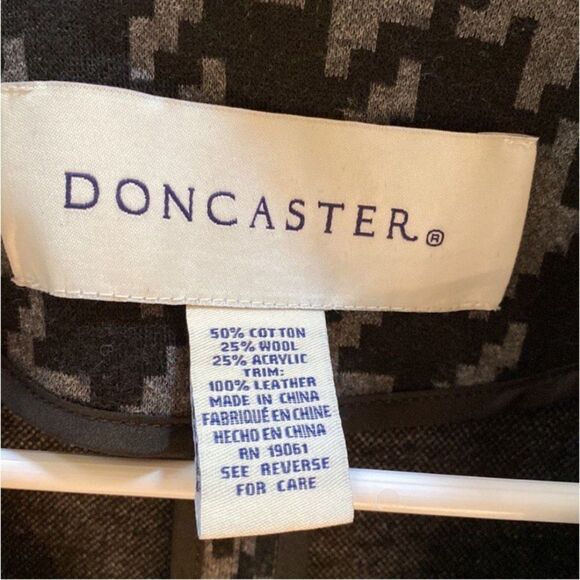 DONCASTER®
50% COTTON
25% WOOL
25% ACRYLIC
TRIM:
100% LEATHER
MADE IN CHINA
FABRIQUÉ EN CHINE
HECHO EN CHINA
RN 19061
SEE REVERSE
FOR CARE